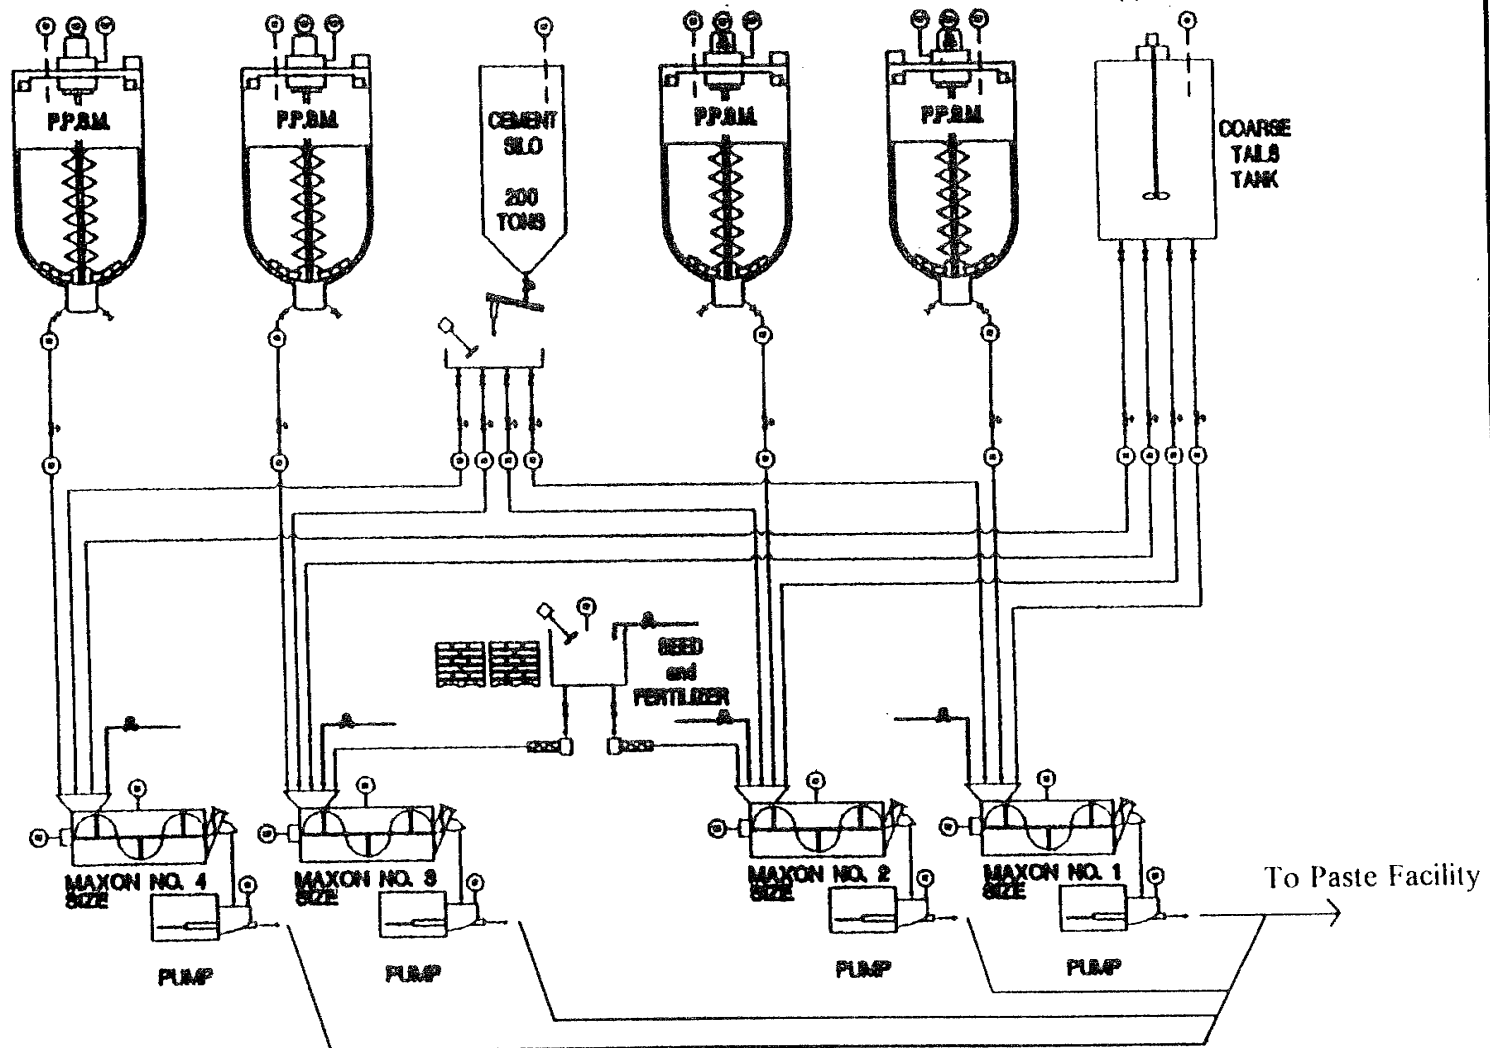 P.P.S.M.
P.P.S.M.
CEMENT
SILO
200
TONS
P.P.S.M.
P.P.S.M.
COARSE
TAILS
TANK
SEED
and
FERTILIZER
MAXON NO. 4
SIZE
MAXON NO. 3
SIZE
MAXON NO. 2
SIZE
MAXON NO. 1
SIZE
To Paste Facility
PUMP
PUMP
PUMP
PUMP